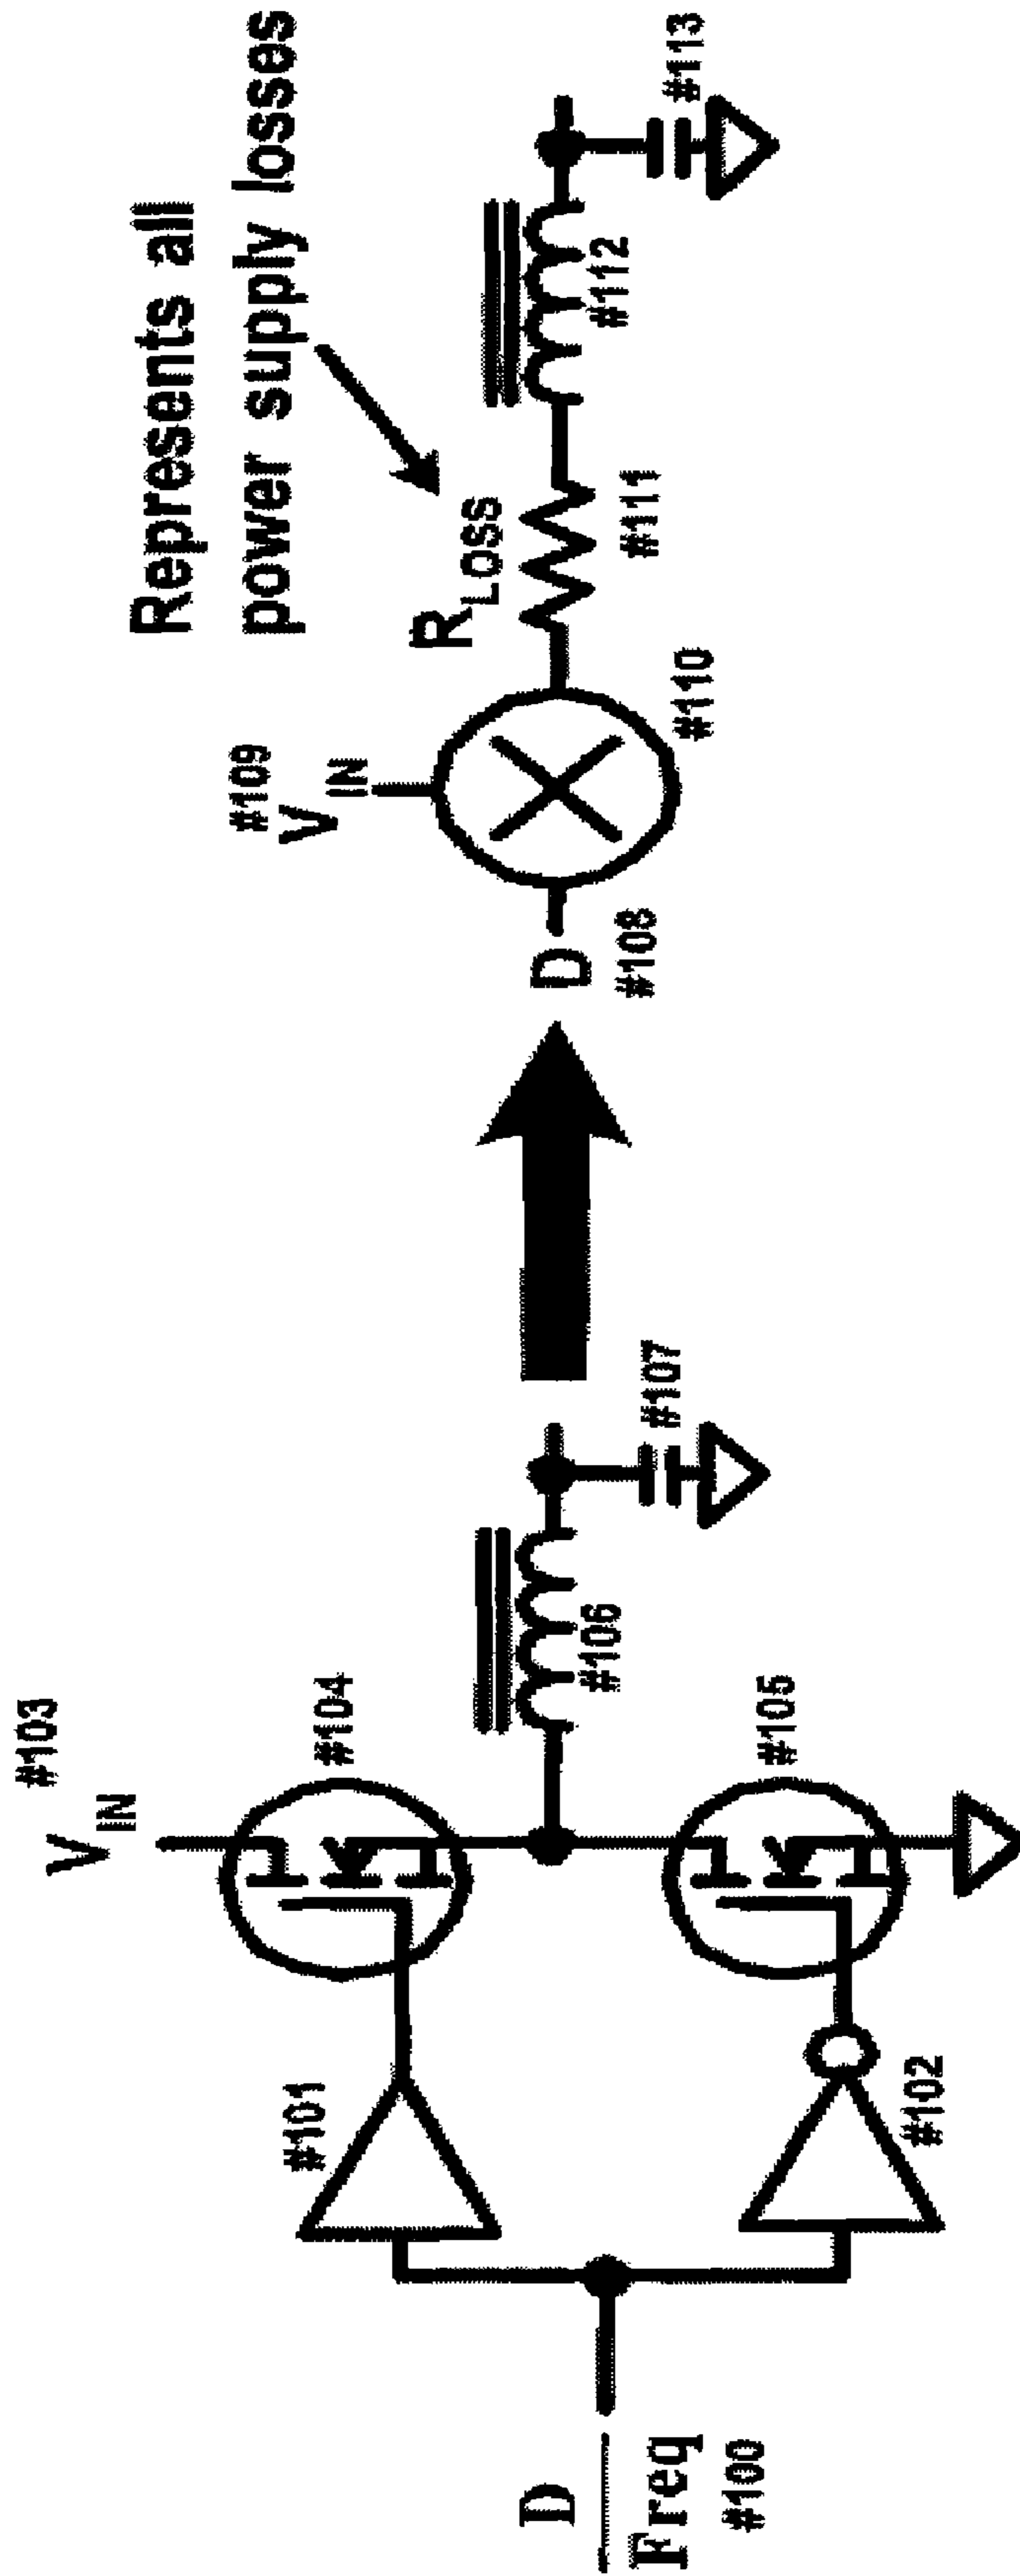 D
Freq
#100
#101
#102
#103
V IN
#104
#105
#106
#107
D
#108
#109
V IN
#110
R LOSS
#111
Represents all
power supply losses
#112
#113